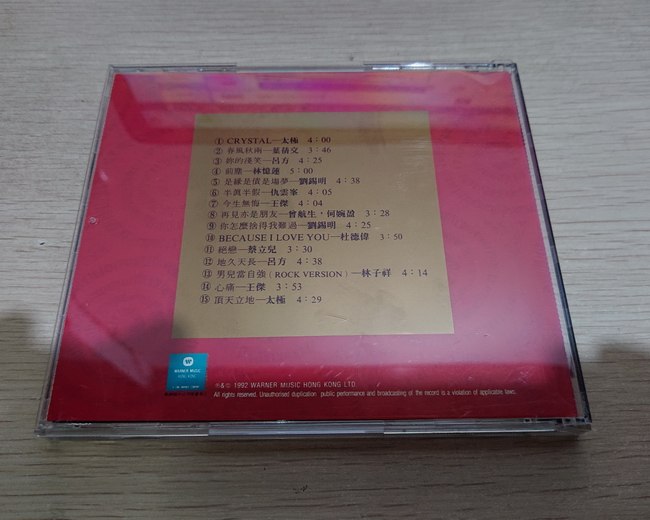 ① CRYSTAL—太極 4：00
② 春風秋雨—葉蒨文 3：46
③ 妳的淺笑—呂方 4：25
④ 前塵—林憶蓮 5：00
⑤ 是緣是債是場夢—劉錫明 4：38
⑥ 半真半假—仇雲峯 4：05
⑦ 今生無悔—王傑 4：04
⑧ 再見亦是朋友—曾航生，何婉盈 3：28
⑨ 你怎麼捨得我難過—劉錫明 4：25
⑩ BECAUSE I LOVE YOU—杜德偉 3：50
⑪ 絕戀—蔡立兒 3：30
⑫ 地久天長—呂方 4：38
⑬ 男兒當自強（ROCK VERSION）—林子祥 4：14
⑭ 心痛—王傑 3：53
⑮ 頂天立地—太極 4：29
WARNER MUSIC
HONG KONG
℗&© 1992 WARNER MUSIC HONG KONG LTD
All rights reserved. Unauthorised duplication public performance and broadcasting of the record is a violation of applicable laws.